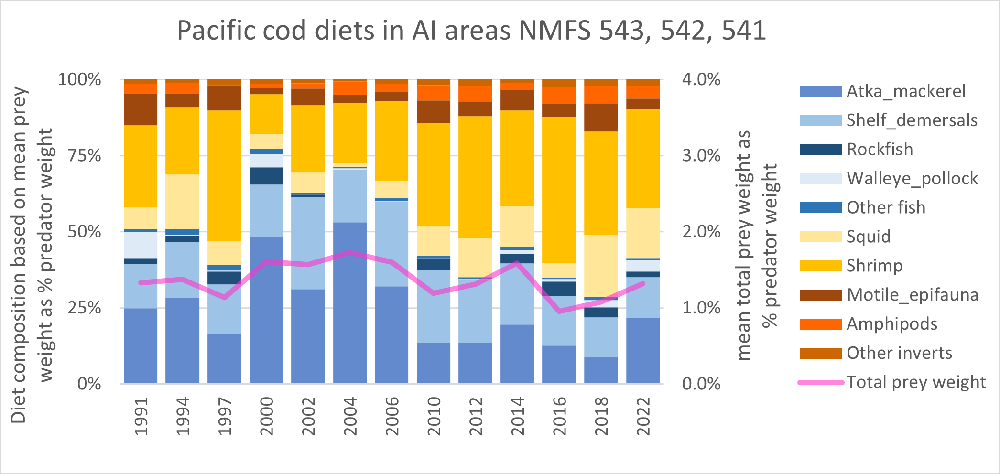 Pacific cod diets in AI areas NMFS 543, 542, 541
Diet composition based on mean prey
weight as % predator weight
100%
75%
50%
25%
0%
4.0%
3.0%
2.0%
1.0%
0.0%
mean total prey weight as
% predator weight
1991
1994
1997
2000
2002
2004
2006
2010
2012
2014
2016
2018
2022
Atka_mackerel
Shelf_demersals
Rockfish
Walleye_pollock
Other fish
Squid
Shrimp
Motile_epifauna
Amphipods
Other inverts
Total prey weight